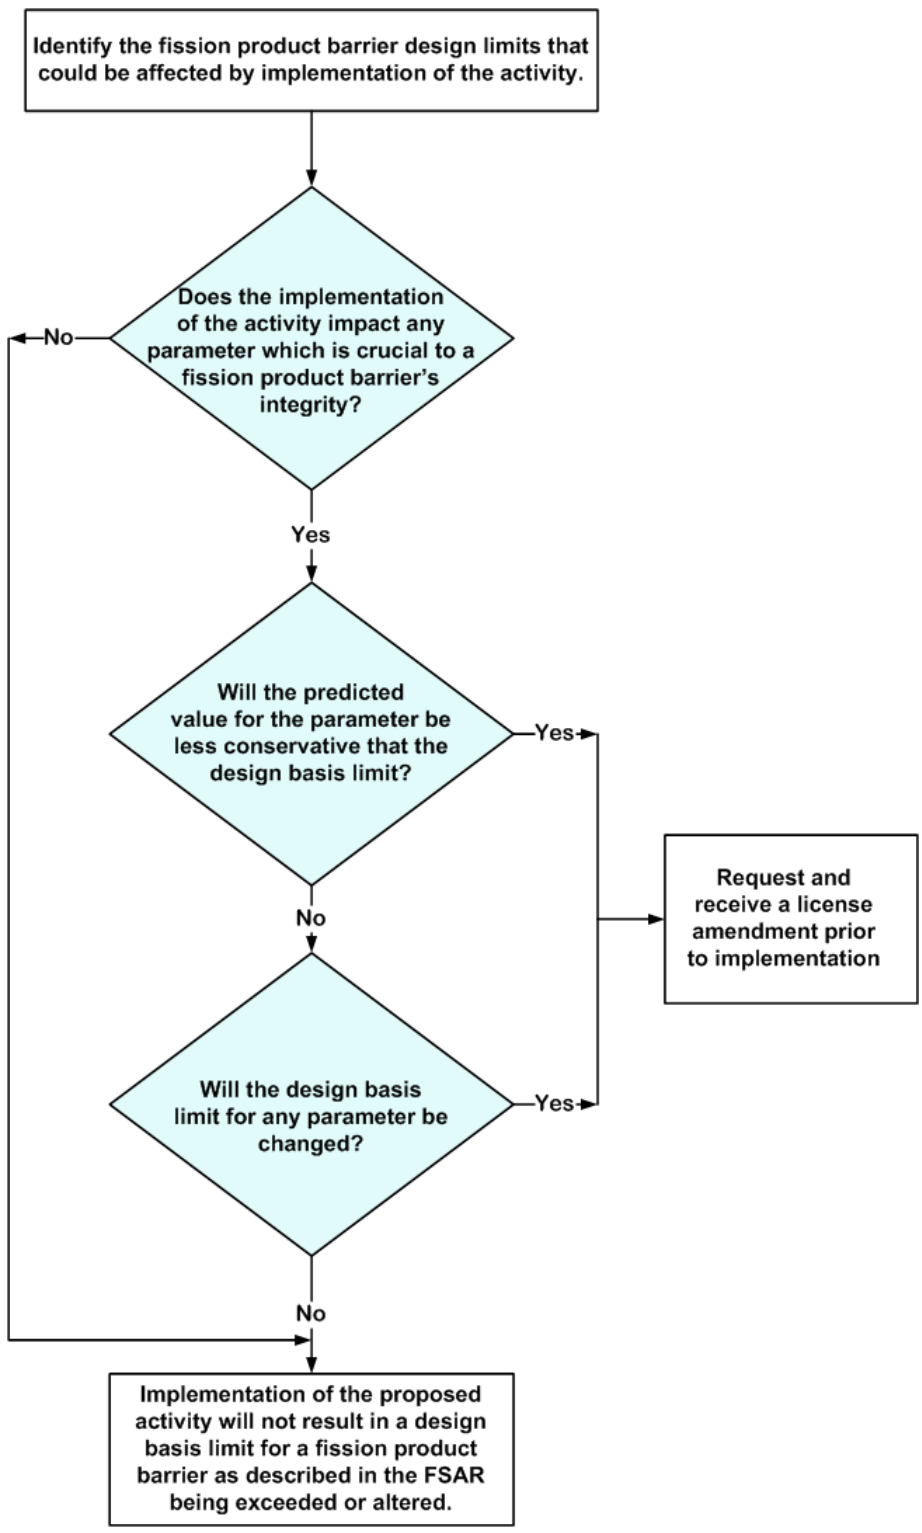 Identify the fission product barrier design limits that
could be affected by implementation of the activity.
Does the implementation
of the activity impact any
parameter which is crucial to a
fission product barrier's
integrity?
No
Yes
Will the predicted
value for the parameter be
less conservative that the
design basis limit?
Yes
Request and
receive a license
amendment prior
to implementation
No
Will the design basis
limit for any parameter be
changed?
Yes
No
Implementation of the proposed
activity will not result in a design
basis limit for a fission product
barrier as described in the FSAR
being exceeded or altered.